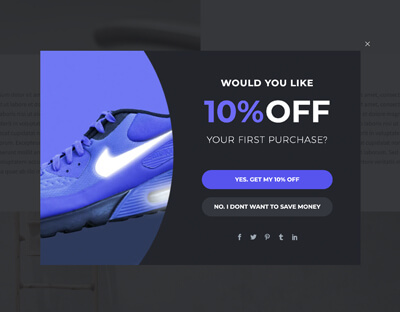 WOULD YOU LIKE
10% OFF
YOUR FIRST PURCHASE?
YES. GET MY 10% OFF
NO. I DONT WANT TO SAVE MONEY